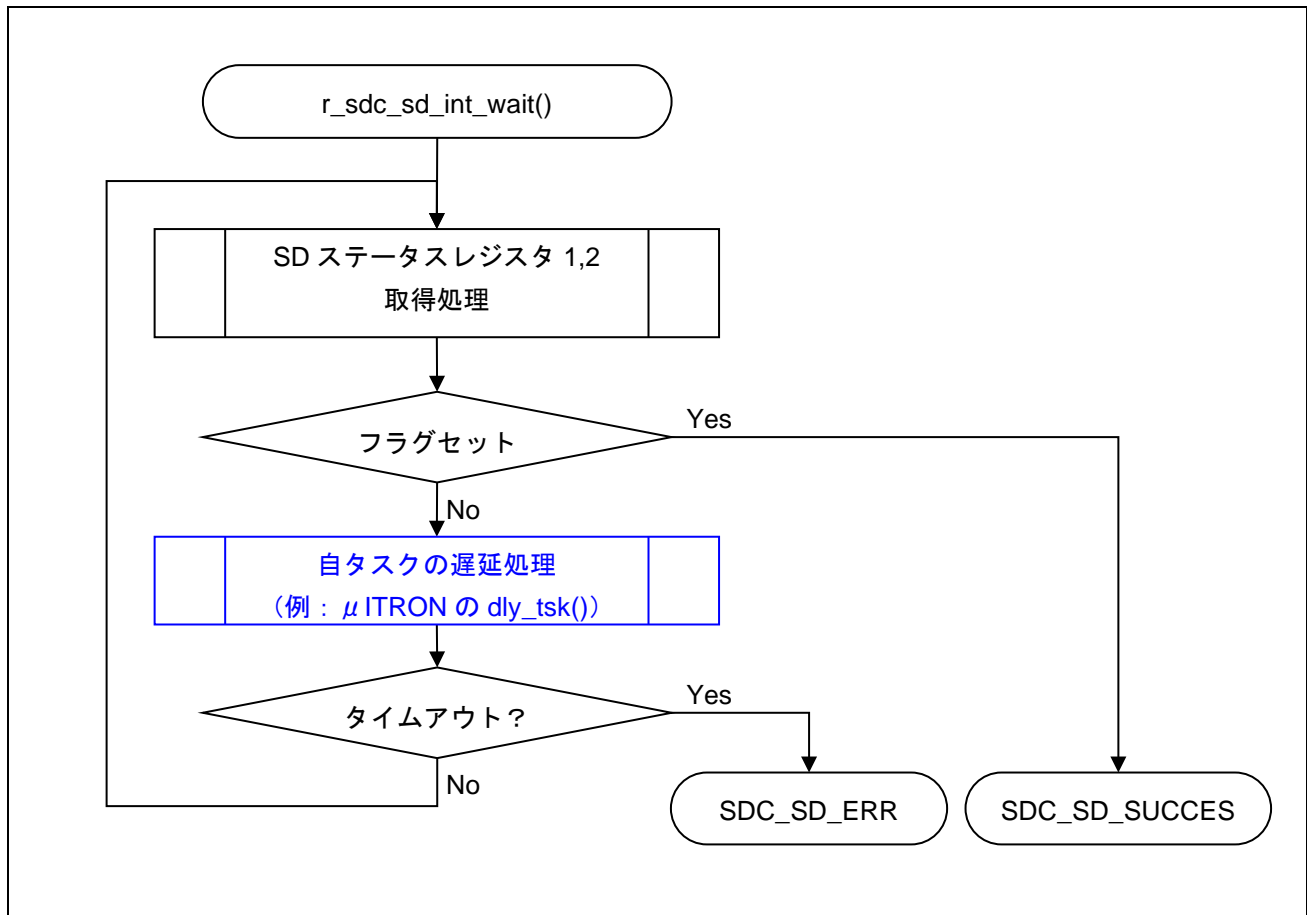 r_sdc_sd_int_wait()
SD ステータスレジスタ 1,2
取得処理
フラグセット
Yes
No
自タスクの遅延処理
（例：μITRON の dly_tsk()）
タイムアウト？
Yes
No
SDC_SD_ERR
SDC_SD_SUCCES